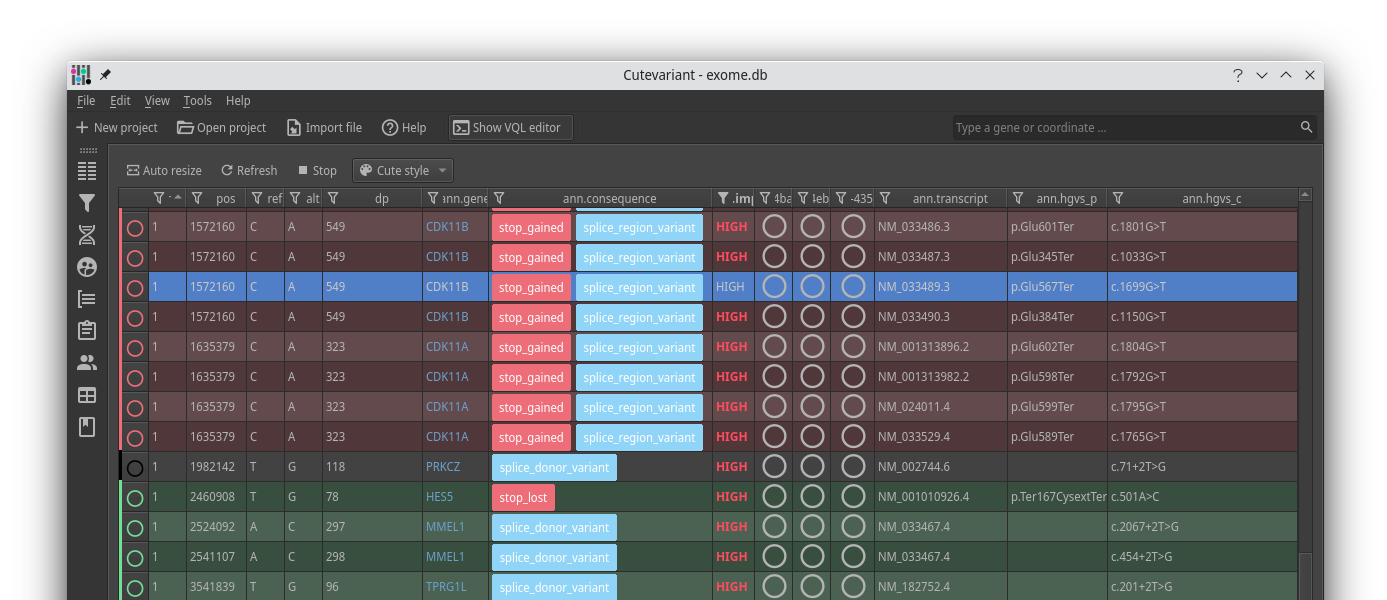 Cutevariant - exome.db ?
File Edit View Tools Help
New project Open project Import file Help Show VQL editor Type a gene or coordinate ...
Auto resize Refresh Stop Cute style
pos ref alt dp ann.gene ann.consequence .imp 4ba -435 ann.transcript ann.hgvs_p ann.hgvs_c
1 1572160 C A 549 CDK11B stop_gained splice_region_variant HIGH NM_033486.3 p.Glu601Ter c.1801G>T
1 1572160 C A 549 CDK11B stop_gained splice_region_variant HIGH NM_033487.3 p.Glu345Ter c.1033G>T
1 1572160 C A 549 CDK11B stop_gained splice_region_variant HIGH NM_033489.3 p.Glu567Ter c.1699G>T
1 1572160 C A 549 CDK11B stop_gained splice_region_variant HIGH NM_033490.3 p.Glu384Ter c.1150G>T
1 1635379 C A 323 CDK11A stop_gained splice_region_variant HIGH NM_001313896.2 p.Glu602Ter c.1804G>T
1 1635379 C A 323 CDK11A stop_gained splice_region_variant HIGH NM_001313982.2 p.Glu598Ter c.1792G>T
1 1635379 C A 323 CDK11A stop_gained splice_region_variant HIGH NM_024011.4 p.Glu599Ter c.1795G>T
1 1635379 C A 323 CDK11A stop_gained splice_region_variant HIGH NM_033529.4 p.Glu589Ter c.1765G>T
1 1982142 T G 118 PRKCZ splice_donor_variant HIGH NM_002744.6 c.71+2T>G
1 2460908 T G 78 HES5 stop_lost HIGH NM_001010926.4 p.Ter167CysextTer c.501A>C
1 2524092 A C 297 MMEL1 splice_donor_variant HIGH NM_033467.4 c.2067+2T>G
1 2541107 A C 298 MMEL1 splice_donor_variant HIGH NM_033467.4 c.454+2T>G
1 3541839 T G 96 TPRG1L splice_donor_variant HIGH NM_182752.4 c.201+2T>G